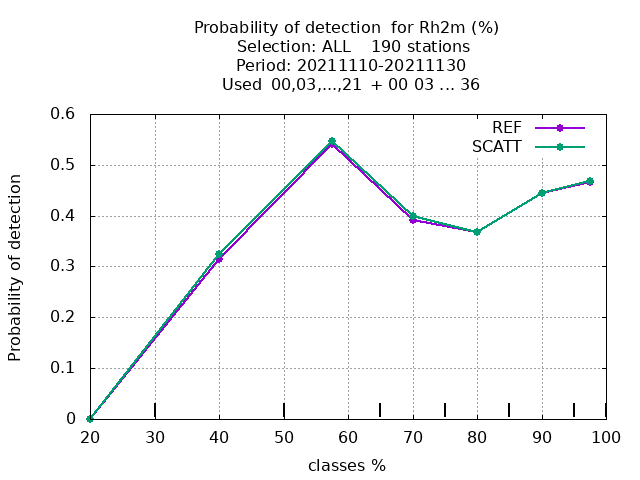 Probability of detection  for Rh2m (%)
Selection: ALL    190 stations
Period: 20211110-20211130
Used  00,03,...,21  + 00 03 ... 36
REF
SCATT
0.6
0.5
0.4
0.3
0.2
0.1
0
Probability of detection
20 30 40 50 60 70 80 90 100
classes %